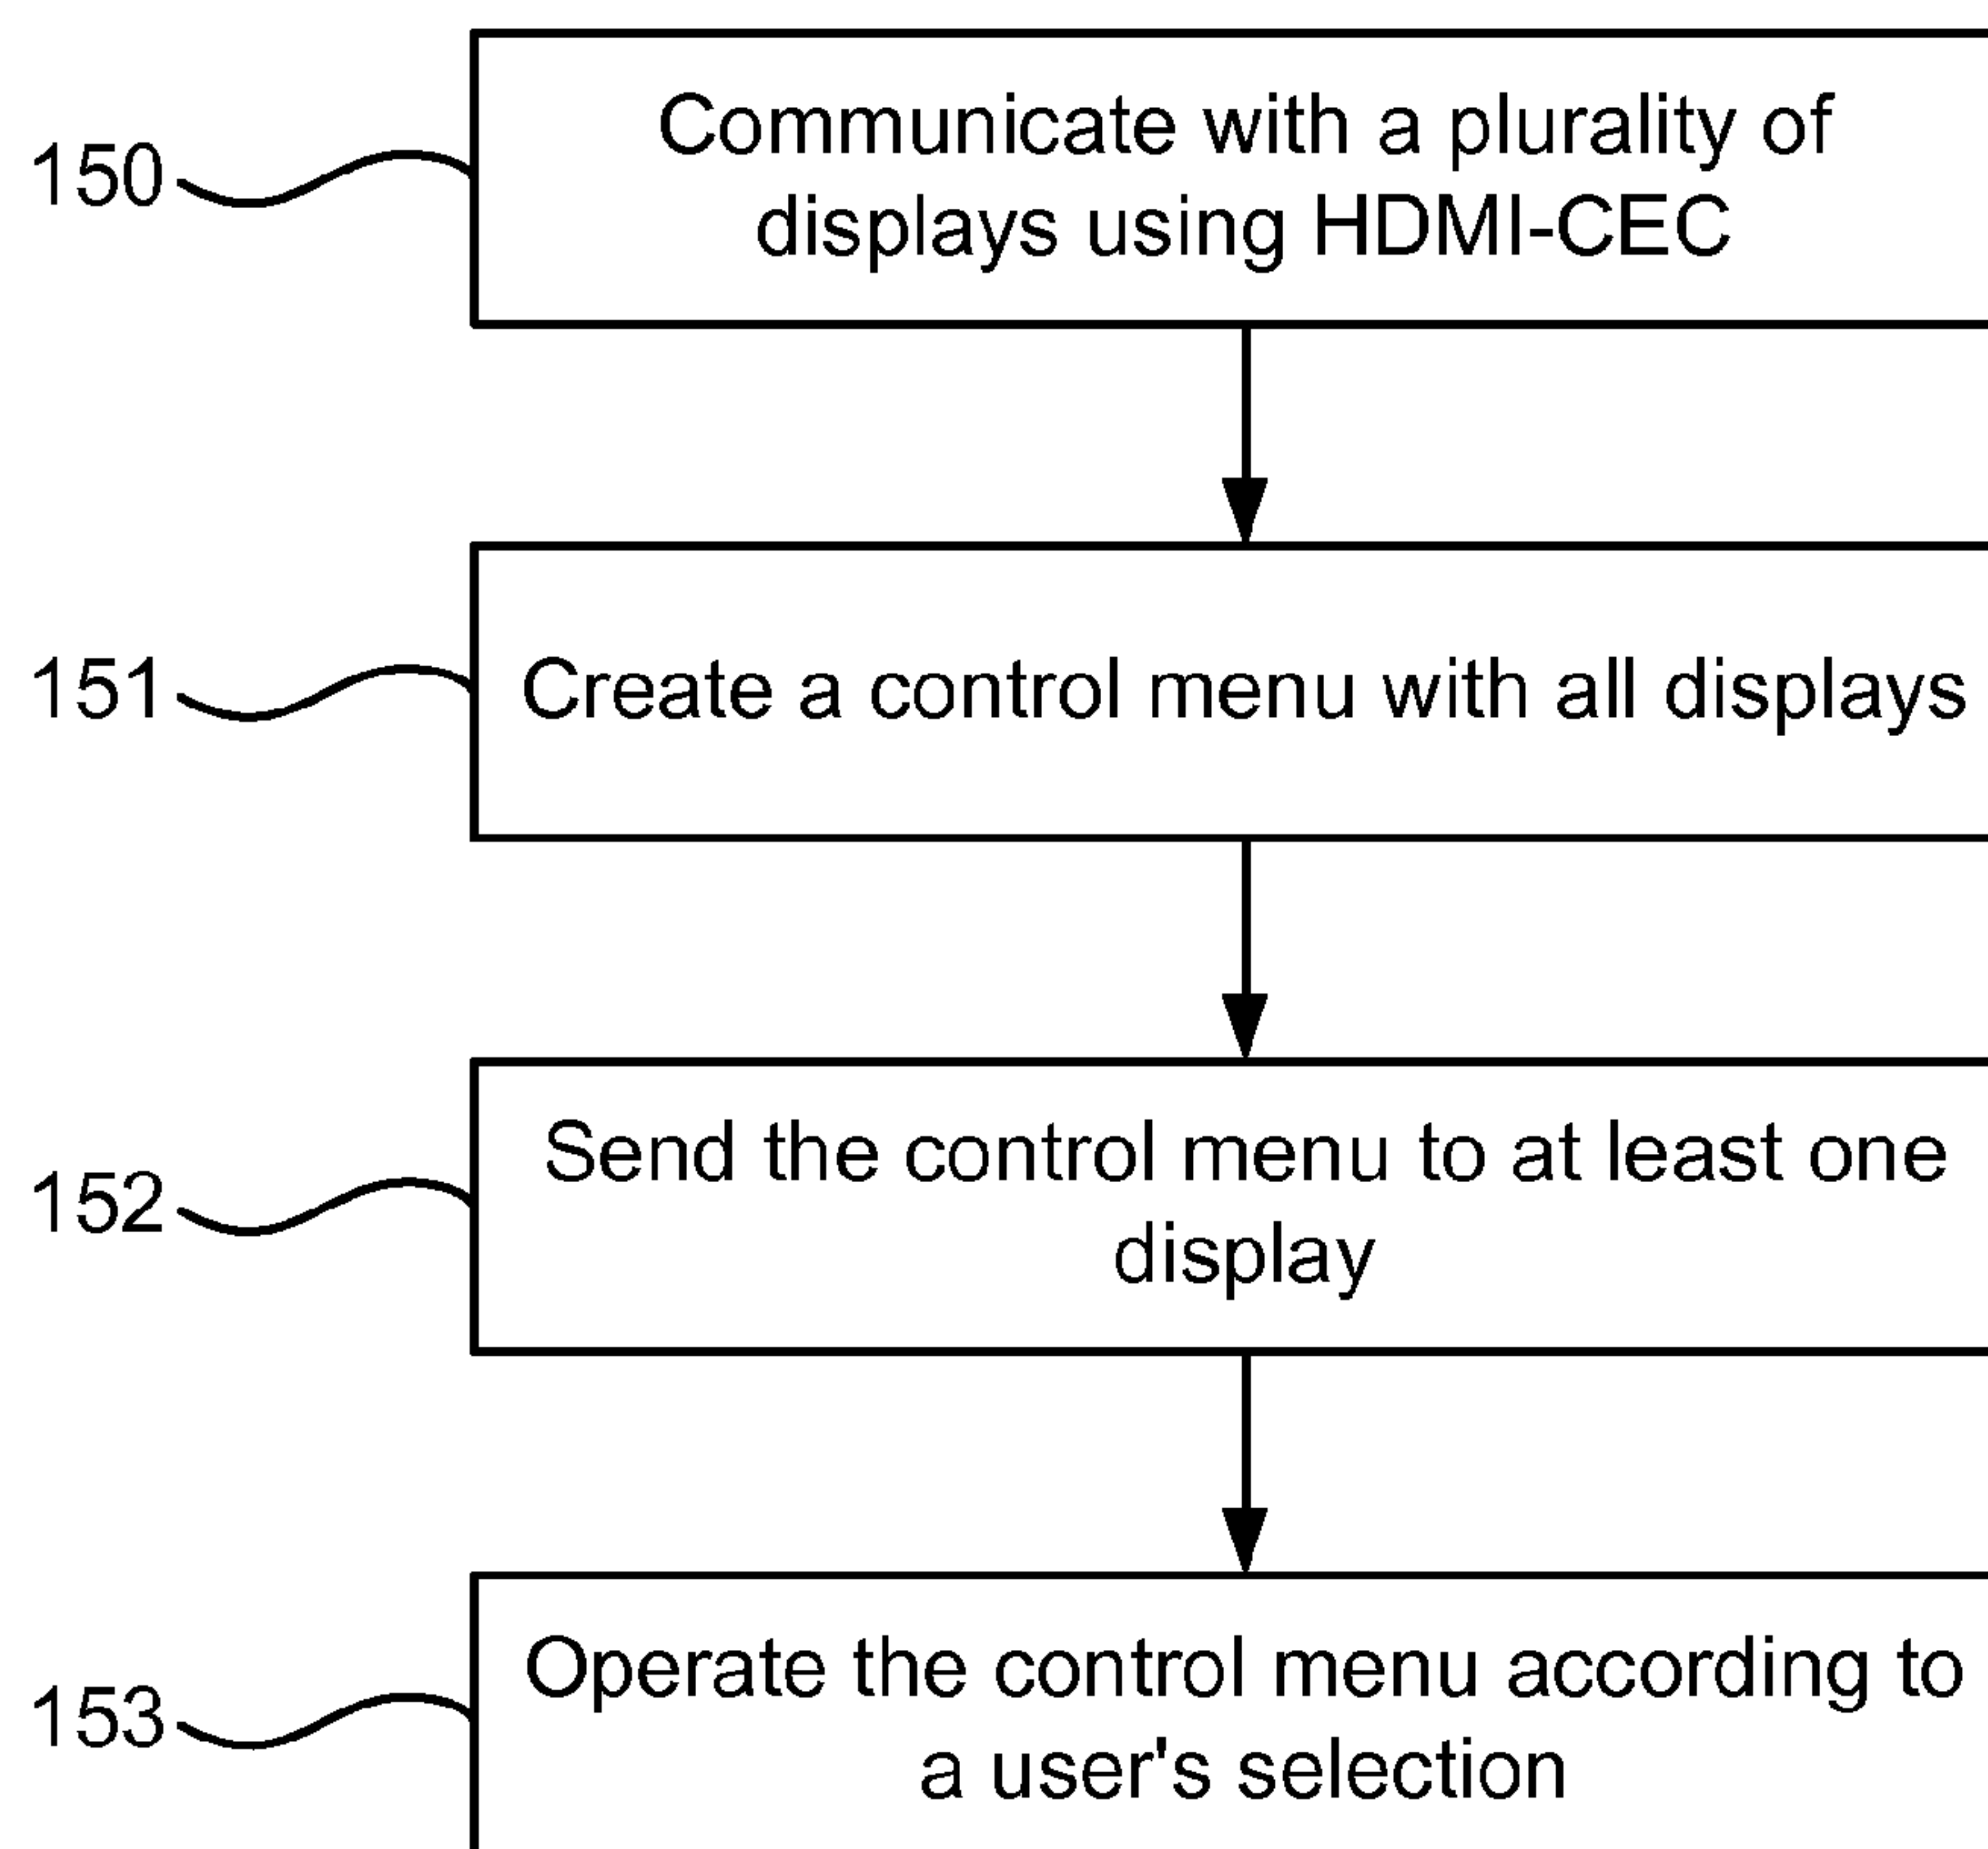 150
Communicate with a plurality of
displays using HDMI-CEC
151
Create a control menu with all displays
152
Send the control menu to at least one
display
153
Operate the control menu according to
a user's selection